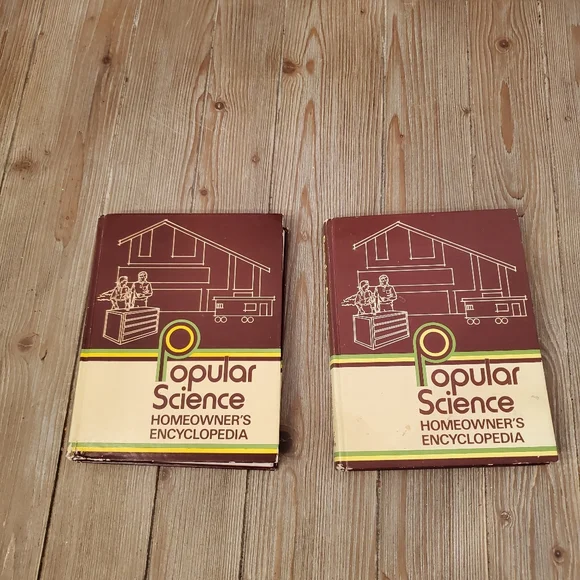 Popular
Science
HOMEOWNER'S
ENCYCLOPEDIA
Popular
Science
HOMEOWNER'S
ENCYCLOPEDIA